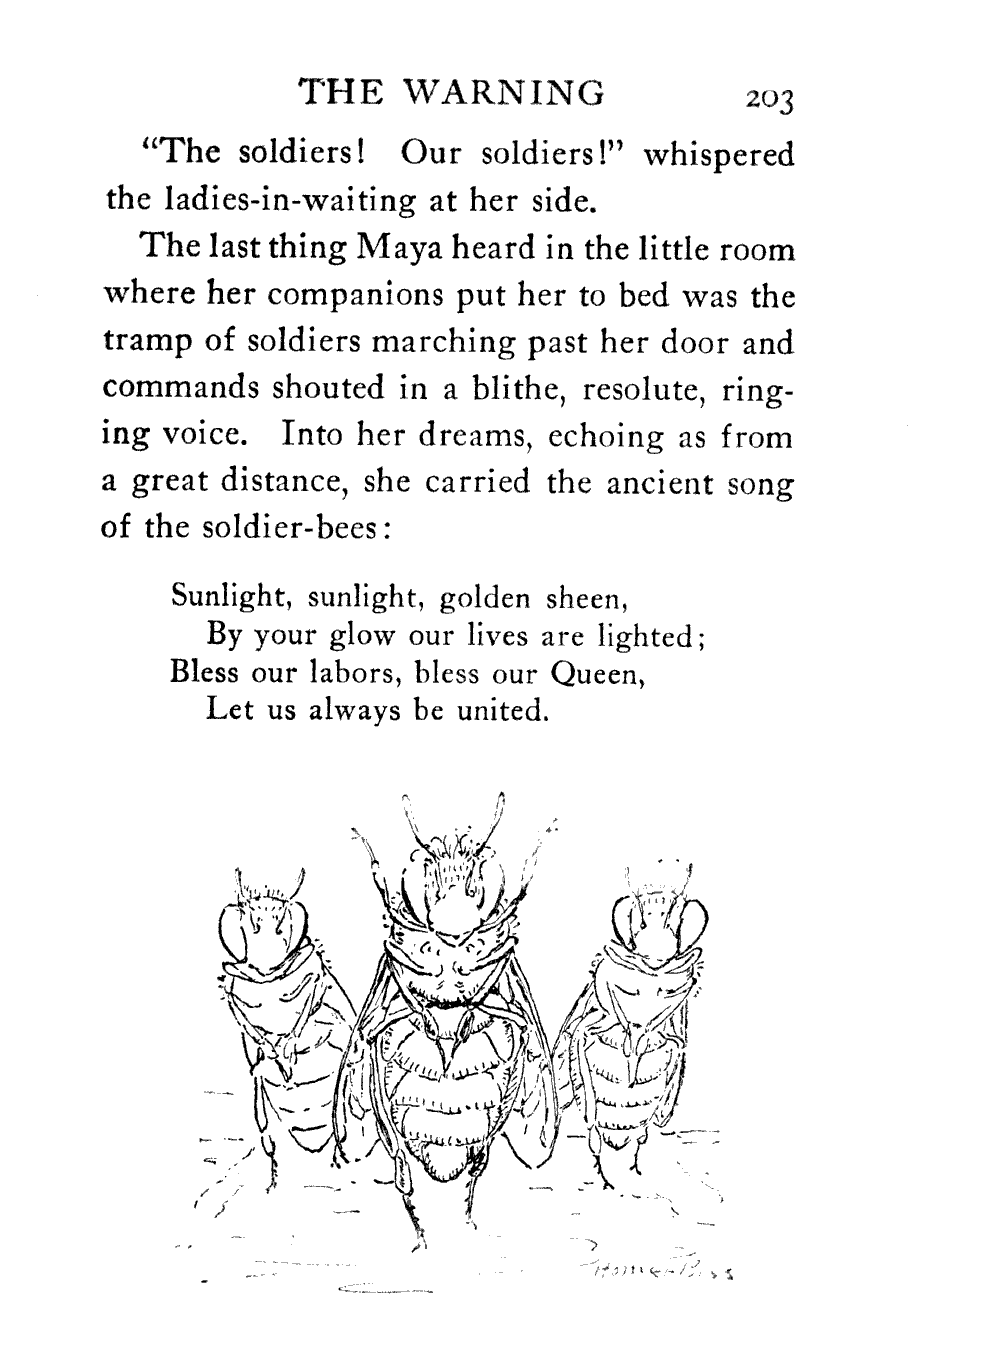 THE WARNING 203
“The soldiers! Our soldiers!” whispered
the ladies-in-waiting at her side.
The last thing Maya heard in the little room
where her companions put her to bed was the
tramp of soldiers marching past her door and
commands shouted in a blithe, resolute, ring-
ing voice. Into her dreams, echoing as from
a great distance, she carried the ancient song
of the soldier-bees:
Sunlight, sunlight, golden sheen,
By your glow our lives are lighted;
Bless our labors, bless our Queen,
Let us always be united.
Homer Boss